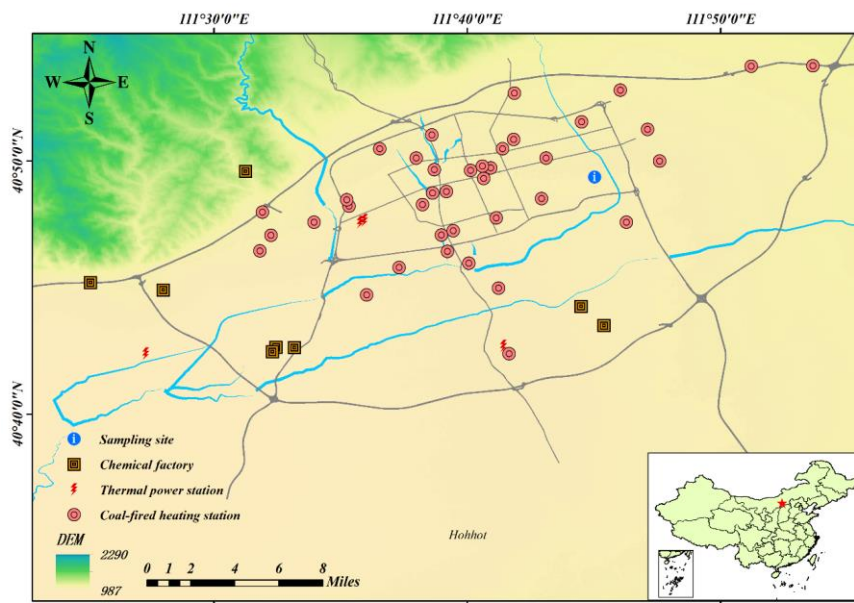 111°30'0"E 111°40'0"E 111°50'0"E
N
W E
S
40°50'0"N
40°40'0"N
Sampling site
Chemical factory
Thermal power station
Coal-fired heating station
DEM
2290
987
0 1 2 4 6 8
Miles
Hohhot